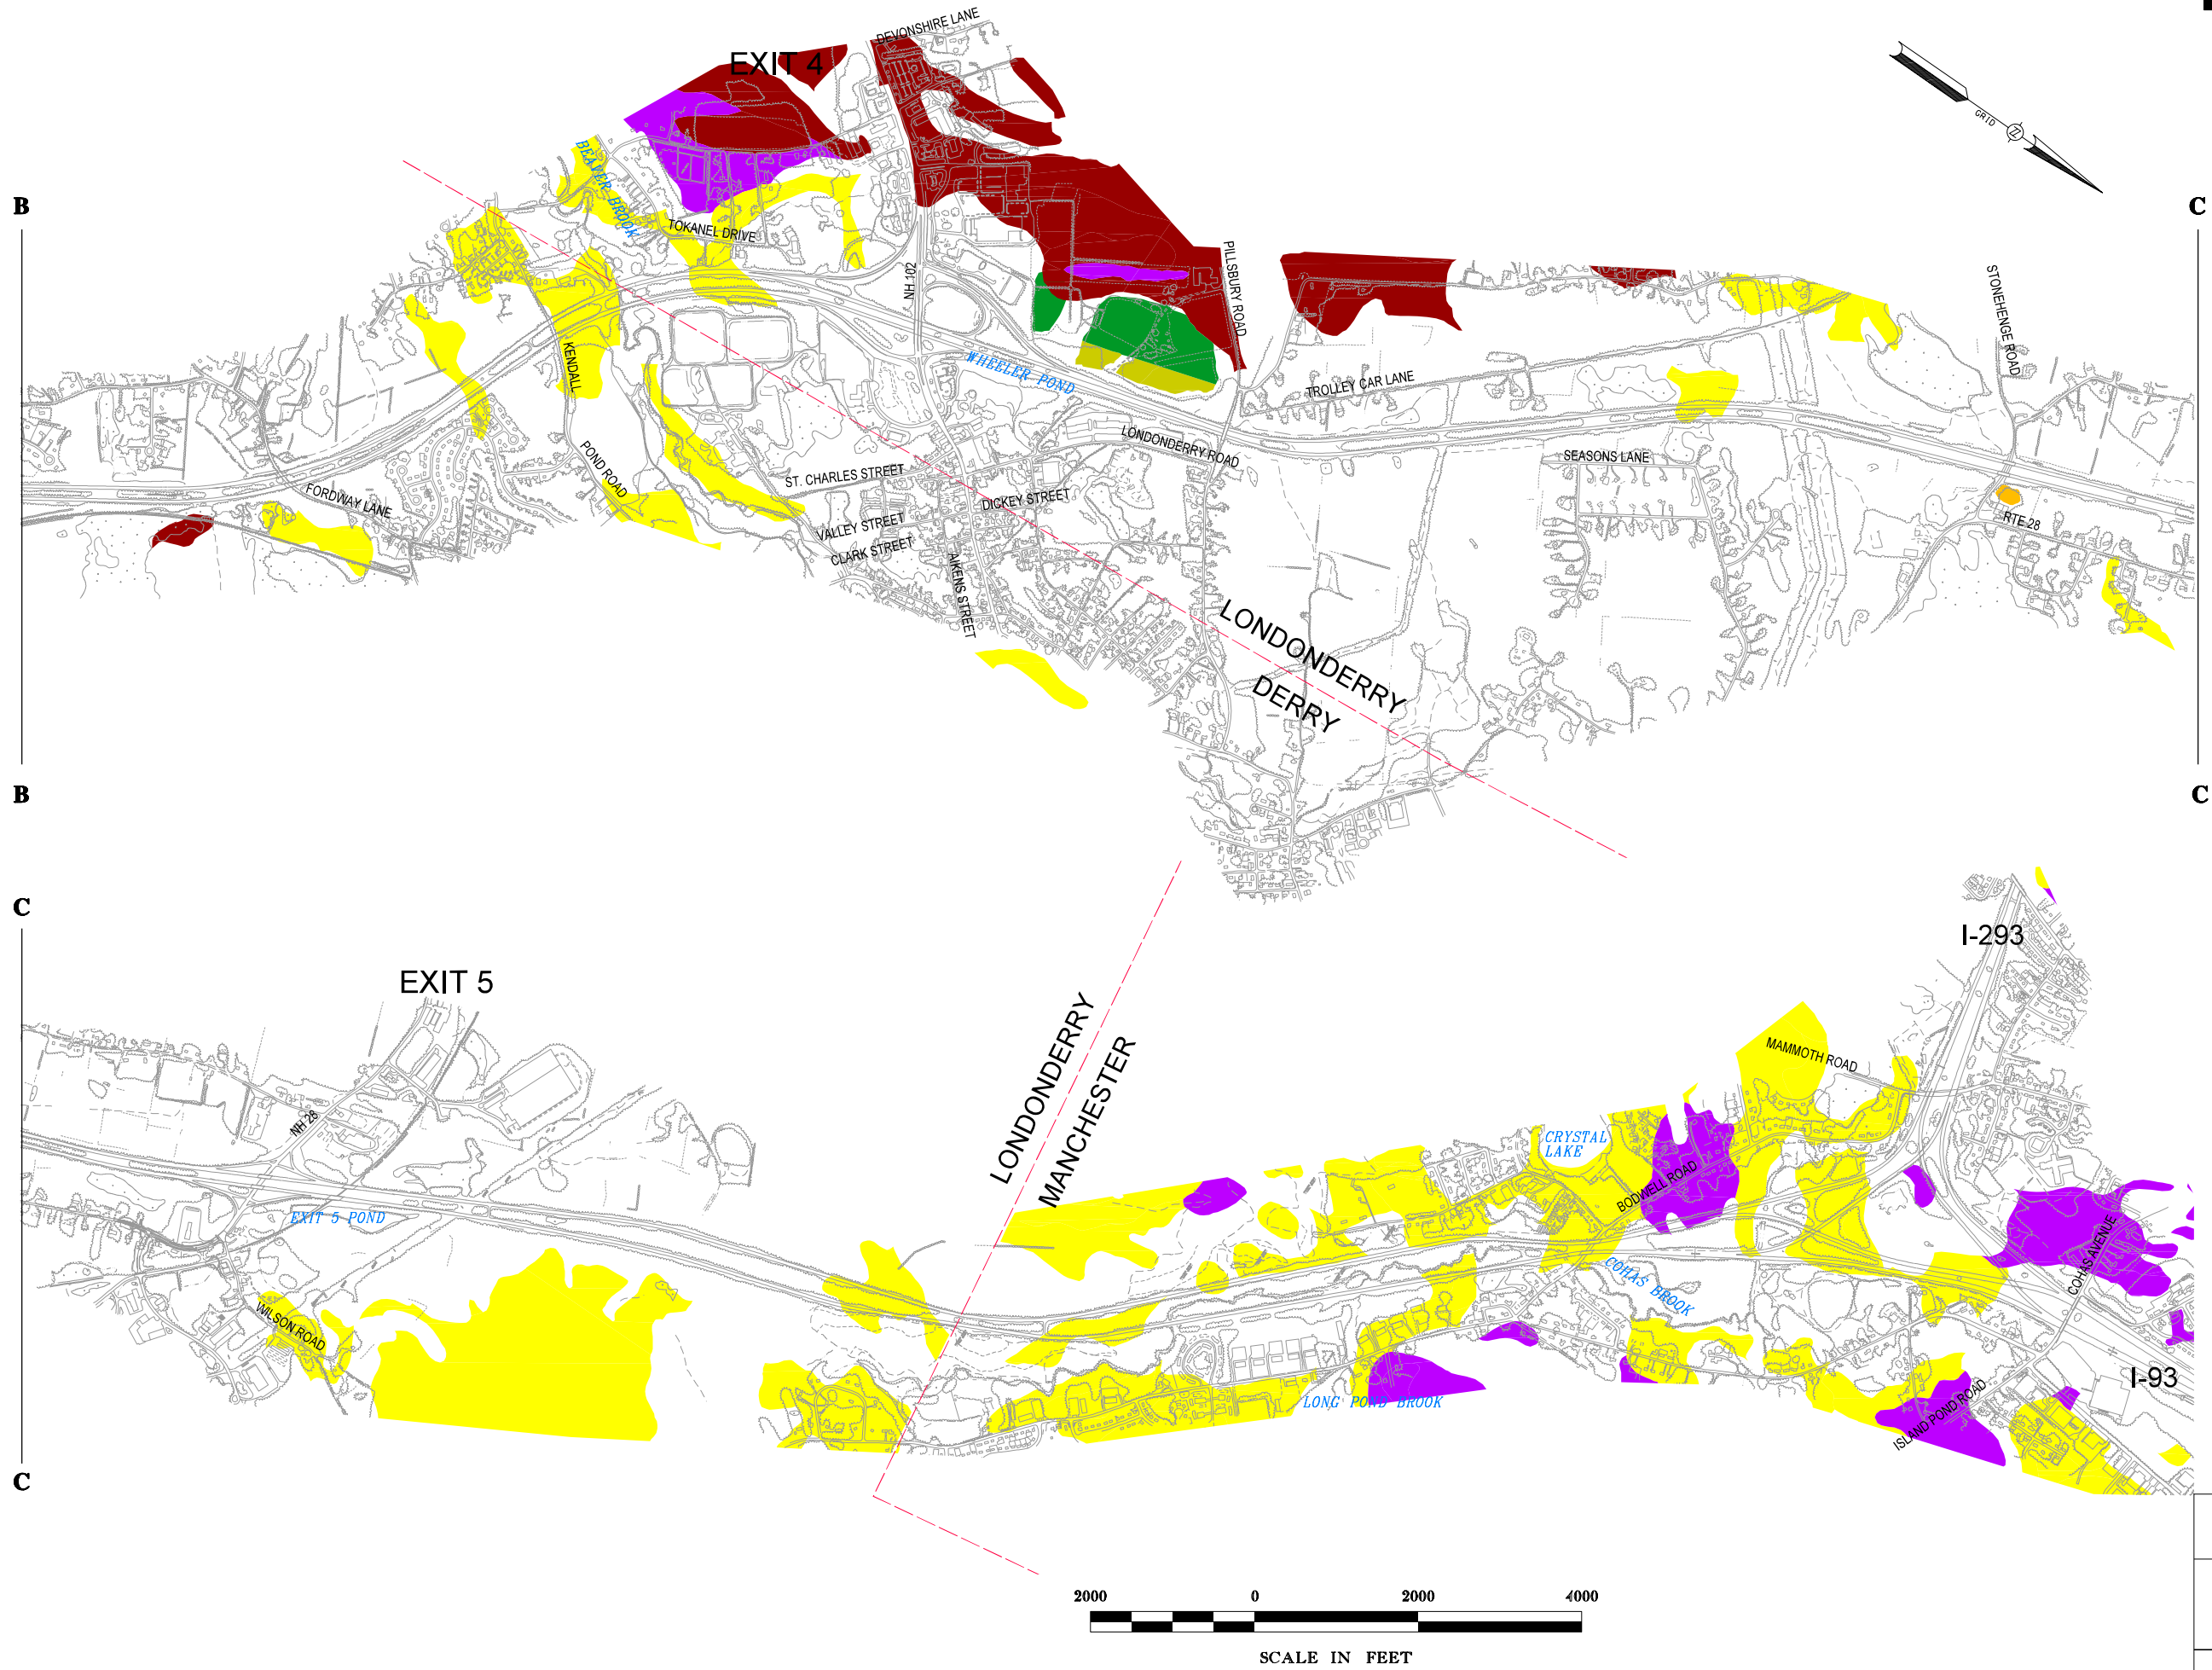 DEVONSHIRE LANE
EXIT 4
GRID
N
BEAVER BROOK
B
C
TOKANEL DRIVE
NH 102
PILLSBURY ROAD
STONEHENGE ROAD
KENDALL
WHEELER POND
TROLLEY CAR LANE
LONDONDERRY ROAD
POND ROAD
ST. CHARLES STREET
SEASONS LANE
FORDWAY LANE
DICKEY STREET
RTE 28
VALLEY STREET
CLARK STREET
AIKENS STREET
LONDONDERRY
DERRY
B
C
C
I-293
EXIT 5
LONDONDERRY
MANCHESTER
MAMMOTH ROAD
NH 28
CRYSTAL
LAKE
BODWELL ROAD
EXIT 5 POND
COHAS AVENUE
COHAS BROOK
WILSON ROAD
I-93
LONG POND BROOK
ISLAND POND ROAD
C
2000 0 2000 4000
SCALE IN FEET